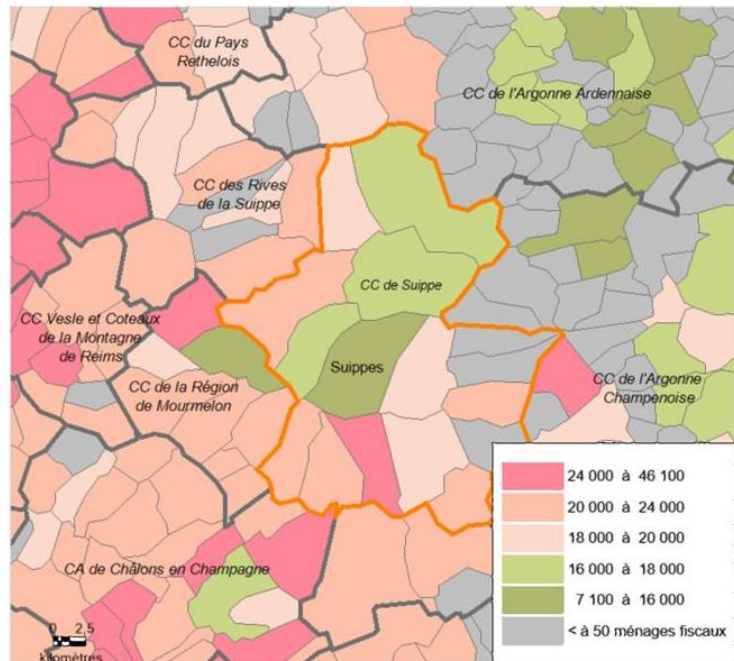 CC du Pays
Rethelois
CC de l'Argonne Ardennaise
CC des Rives
de la Suippe
CC de Suippe
CC Vesle et Coteaux
de la Montagne
de Reims
Suippes
CC de la Région
de Mourmelon
CC de l'Argonne
Champenoise
CA de Châlons en Champagne
0 2,5
kilomètres
24 000 à 46 100
20 000 à 24 000
18 000 à 20 000
16 000 à 18 000
7 100 à 16 000
< à 50 ménages fiscaux